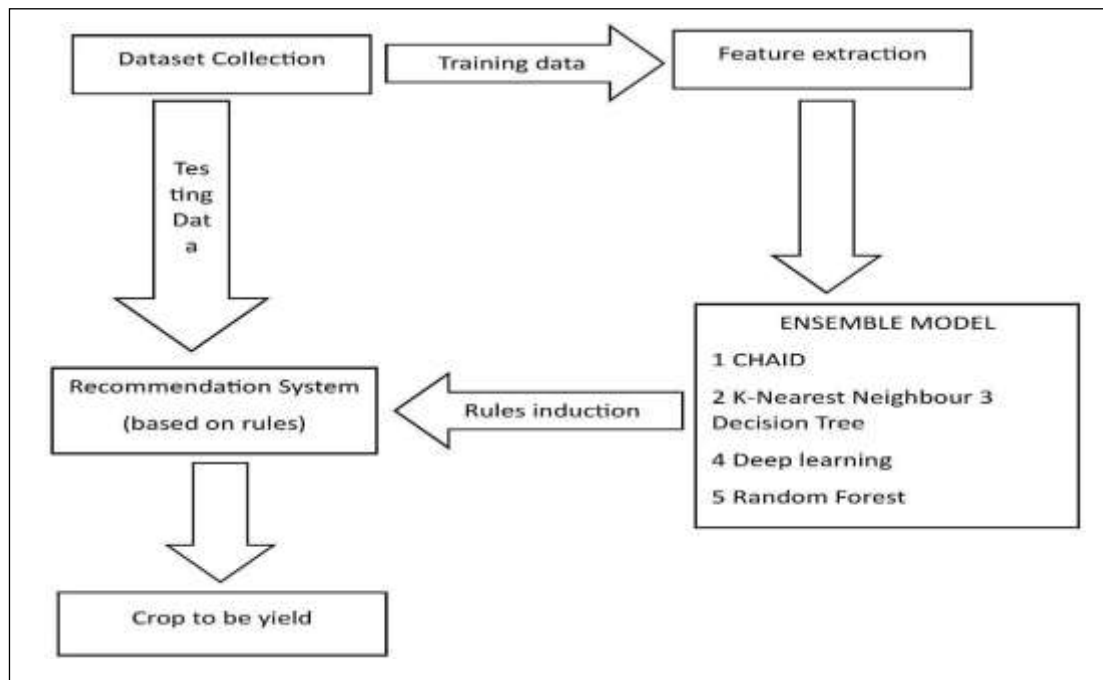 Dataset Collection
Training data
Feature extraction
Tes
ting
Dat
a
ENSEMBLE MODEL
1 CHAID
2 K-Nearest Neighbour 3
Decision Tree
4 Deep learning
5 Random Forest
Rules induction
Recommendation System
(based on rules)
Crop to be yield